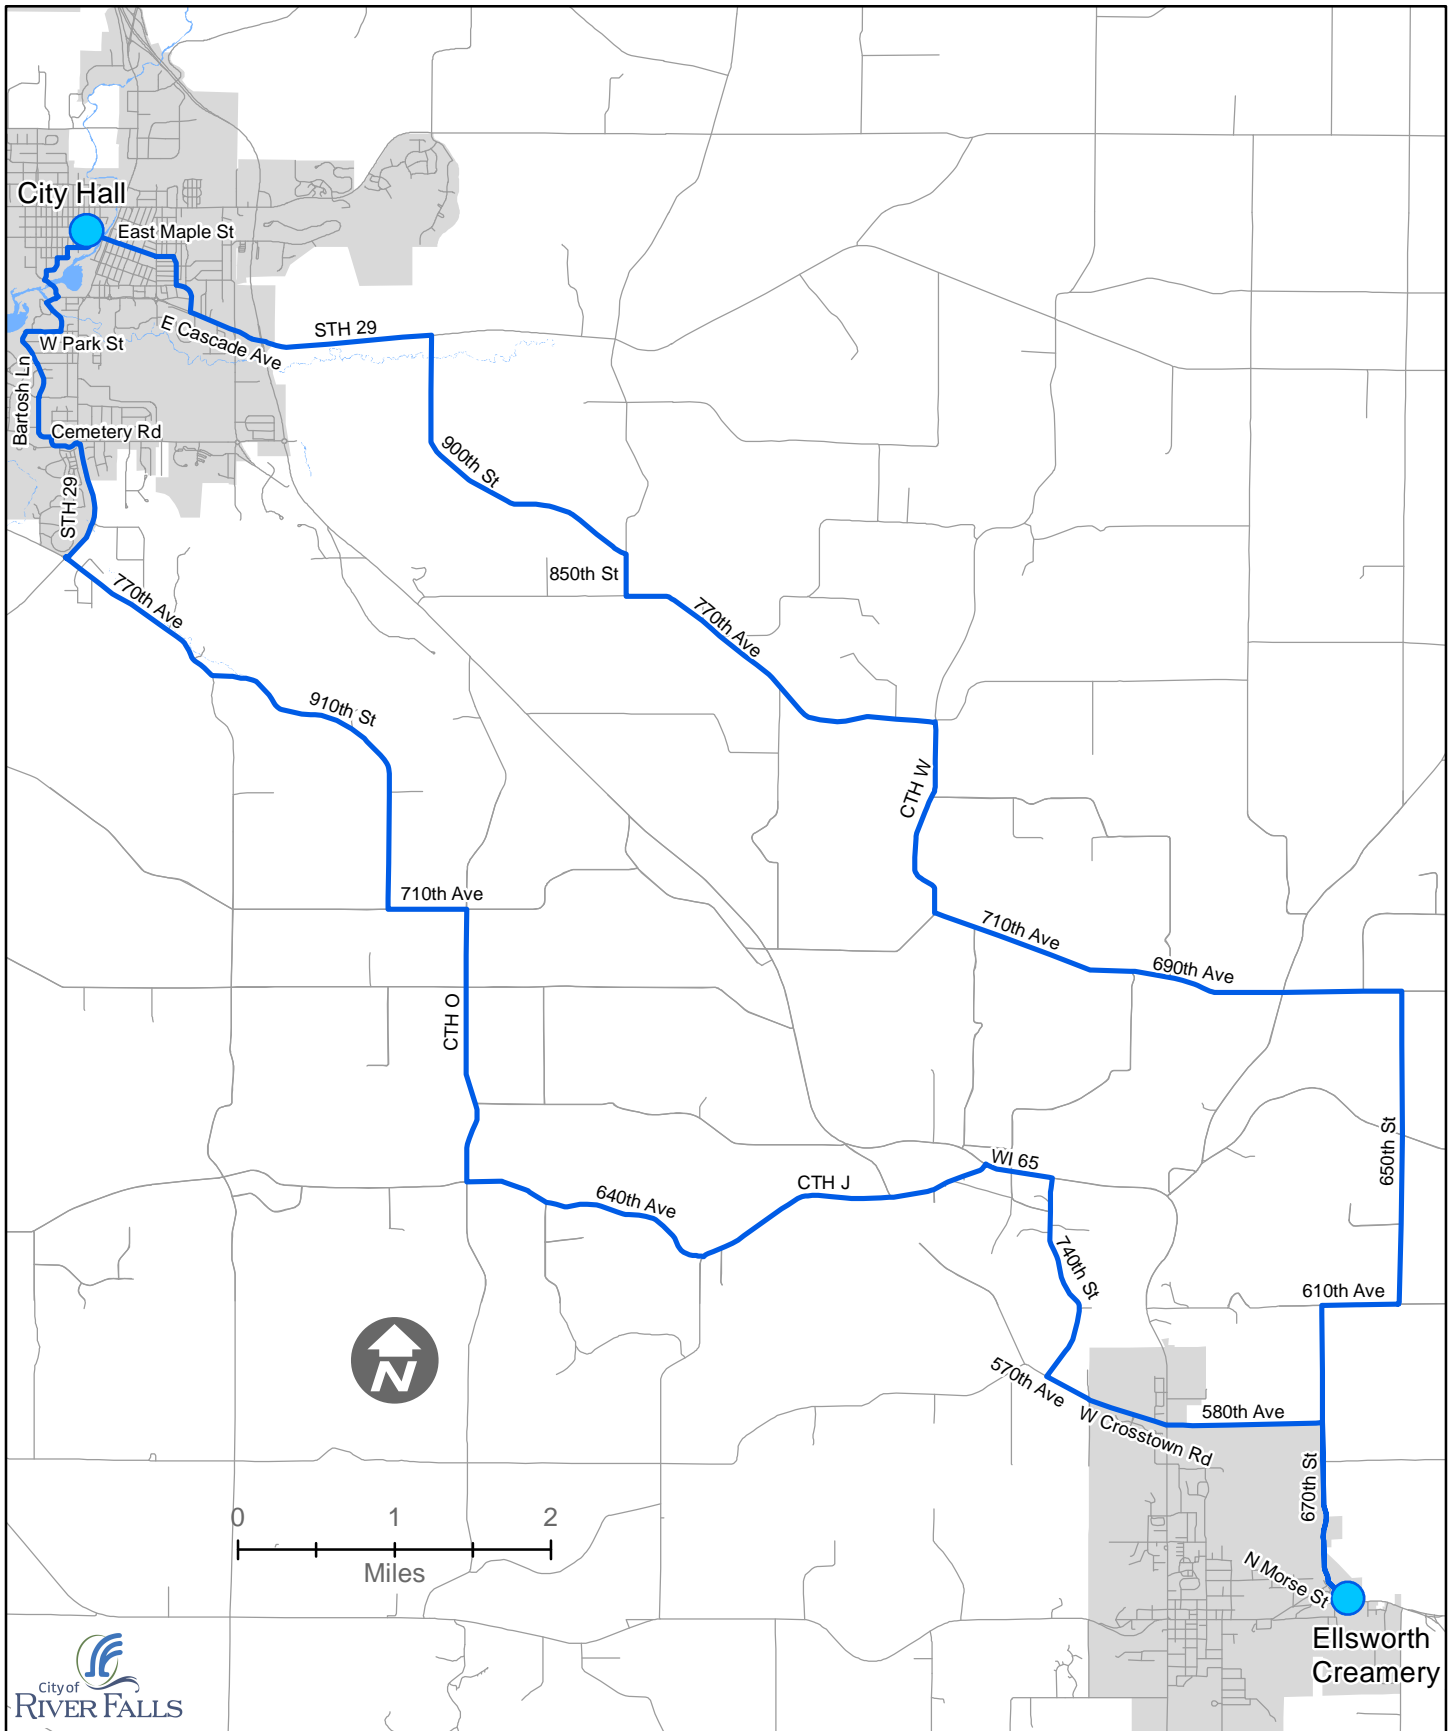 City Hall
East Maple St
STH 29
E Cascade Ave
W Park St
Bartosh Ln
Cemetery Rd
900th St
STH 29
850th St
770th Ave
770th Ave
910th St
CTH W
710th Ave
710th Ave
690th Ave
CTH O
650th St
WI 65
CTH J
640th Ave
740th St
610th Ave
N
570th Ave
580th Ave
W Crosstown Rd
670th St
0 1 2
Miles
N Morse St
Ellsworth
Creamery
City of
RIVER FALLS